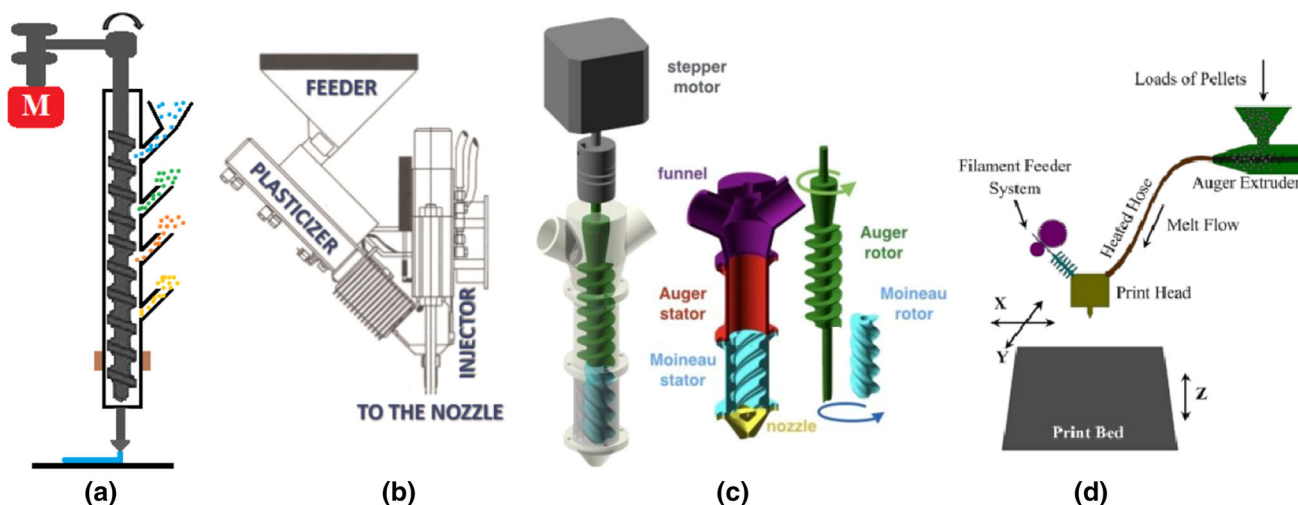 M
(a)
FEEDER
PLASTICIZER
INJECTOR
TO THE NOZZLE
(b)
stepper
motor
funnel
Auger
rotor
Auger
stator
Moineau
rotor
Moineau
stator
nozzle
(c)
Loads of Pellets
Filament Feeder
System
Auger Extruder
Heated Hose
Melt Flow
Print Head
X
Y
Z
Print Bed
(d)